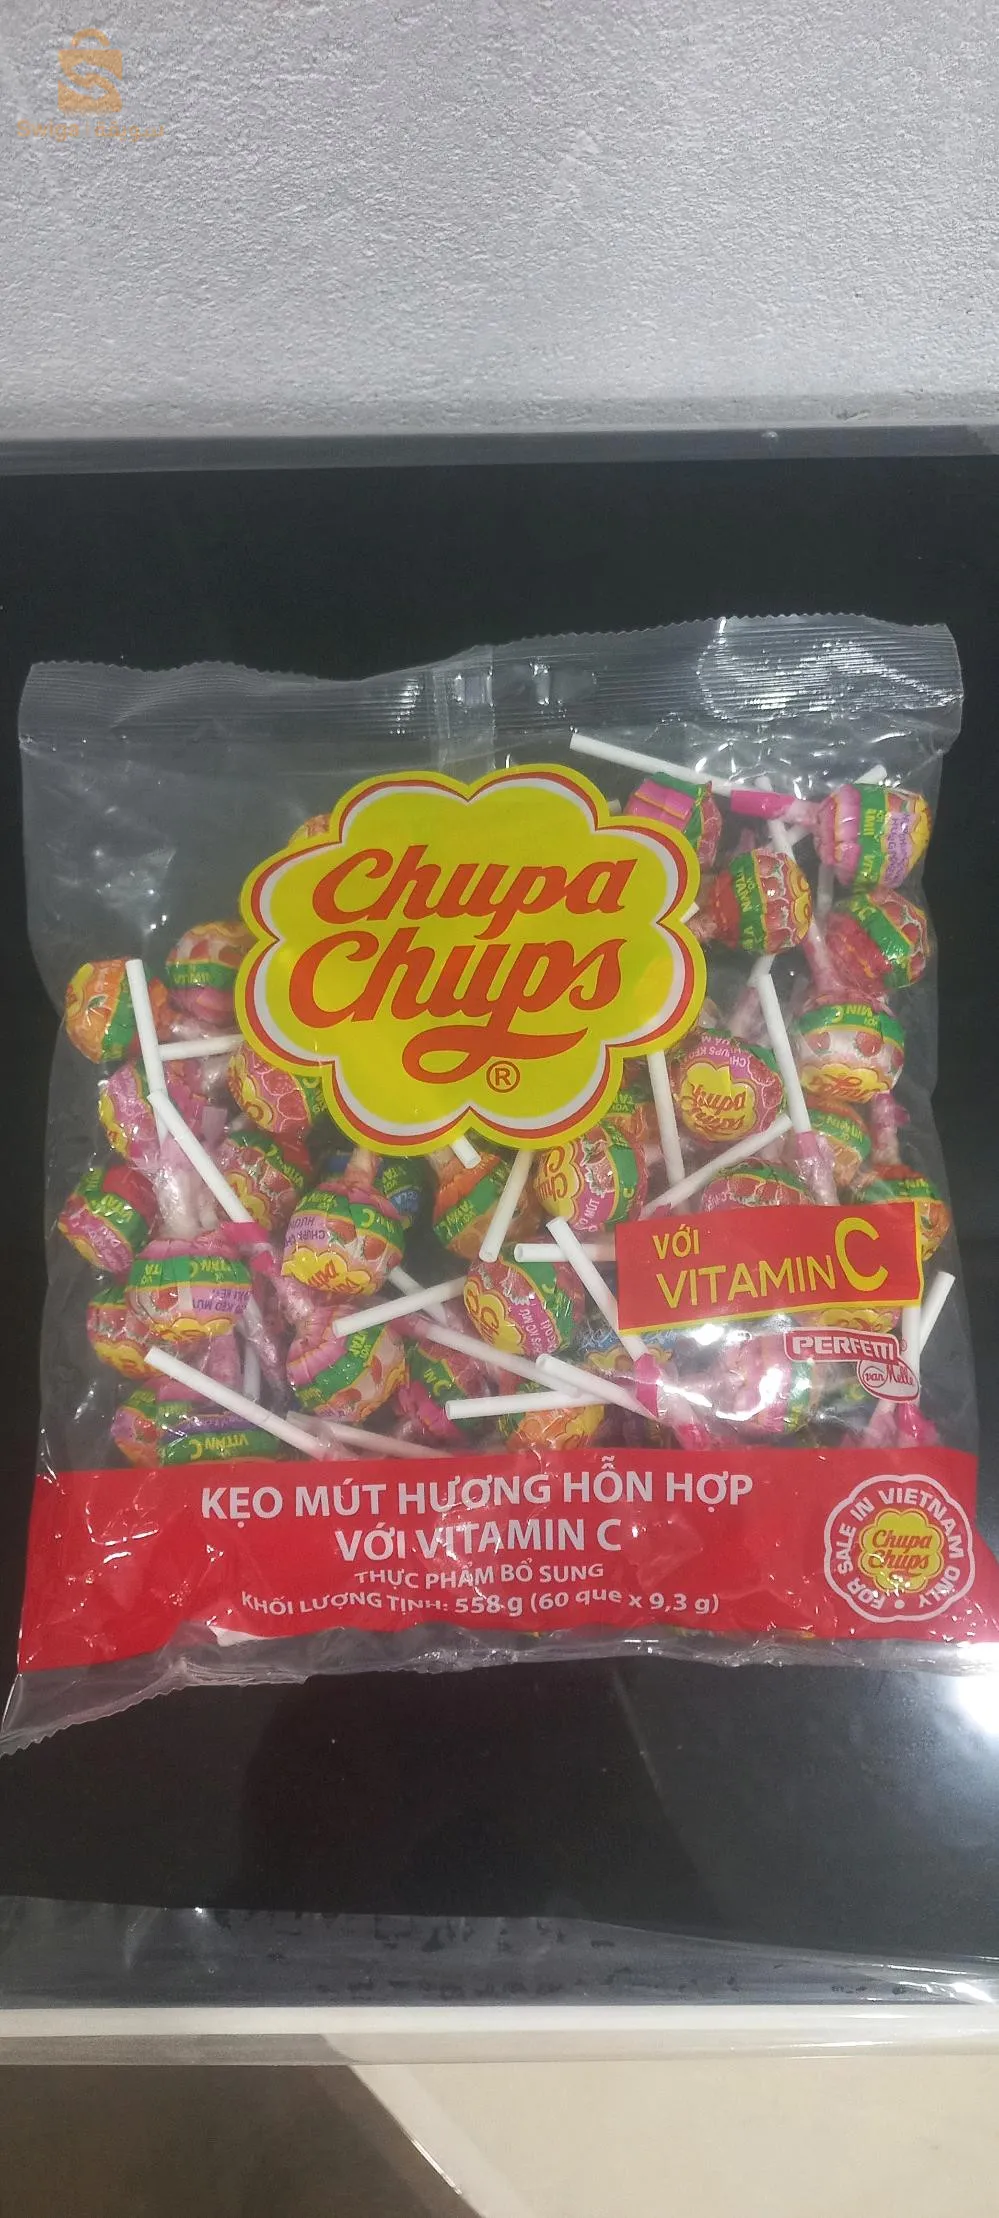 Chupa
Chups
®
VỚI
VITAMIN C
PERFETTI
van Melle
KẸO MÚT HƯƠNG HỖN HỢP
VỚI VITAMIN C
THỰC PHẨM BỔ SUNG
KHỐI LƯỢNG TỊNH: 558 g (60 que x 9,3 g)
FOR SALE IN VIETNAM ONLY
Chupa
Chups